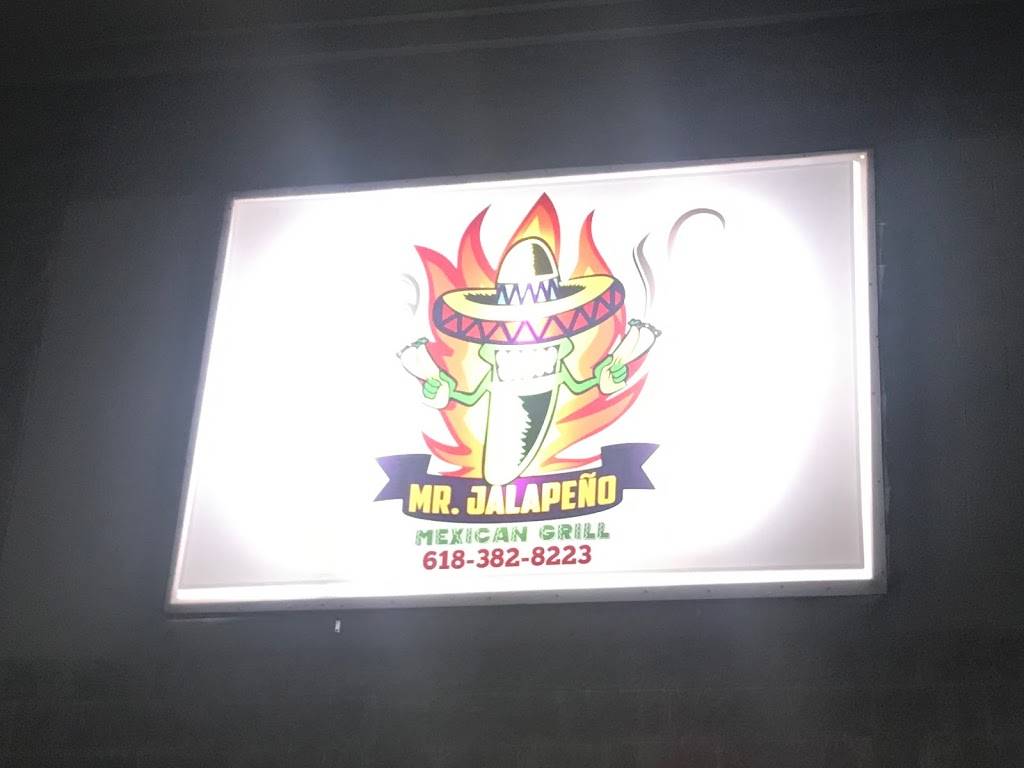 MR. JALAPEÑO
MEXICAN GRILL
618-382-8223